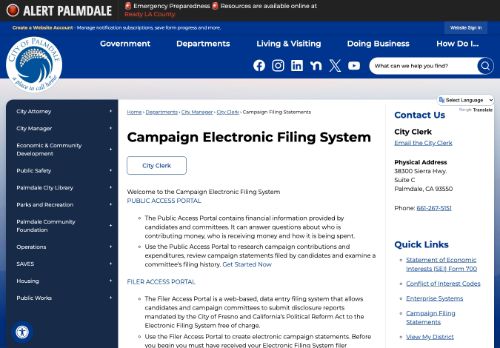 ALERT PALMDALE
🚨 Emergency Preparedness 🚨 Resources are available online at
Ready LA County.
Create a Website Account - Manage notification subscriptions, save form progress and more.
Website Sign In
CITY OF PALMDALE
a place to call home
Government
Departments
Living & Visiting
Doing Business
How Do I...
What can we help you find?
Select Language
Google Translate
City Attorney
City Manager
Economic & Community
Development
Public Safety
Palmdale City Library
Parks and Recreation
Palmdale Community
Foundation
Operations
SAVES
Housing
Public Works
Home › Departments › City Manager › City Clerk › Campaign Filing Statements
Campaign Electronic Filing System
City Clerk
Welcome to the Campaign Electronic Filing System
PUBLIC ACCESS PORTAL
The Public Access Portal contains financial information provided by
candidates and committees. It can answer questions about who is
contributing money, who is receiving money and how it is being spent.
Use the Public Access Portal to research campaign contributions and
expenditures, review campaign statements filed by candidates and examine a
committee's filing history. Get Started Now
FILER ACCESS PORTAL
The Filer Access Portal is a web-based, data entry filing system that allows
candidates and campaign committees to submit disclosure reports
mandated by the City of Fresno and California's Political Reform Act to the
Electronic Filing System free of charge.
Use the Filer Access Portal to create electronic campaign statements. Before
you begin you must have received your Electronic Filing System filer
Contact Us
City Clerk
Email the City Clerk
Physical Address
38300 Sierra Hwy.
Suite C
Palmdale, CA 93550
Phone: 661-267-5151
Quick Links
Statement of Economic
Interests (SEI) Form 700
Conflict of Interest Codes
Enterprise Systems
Campaign Filing
Statements
View My District